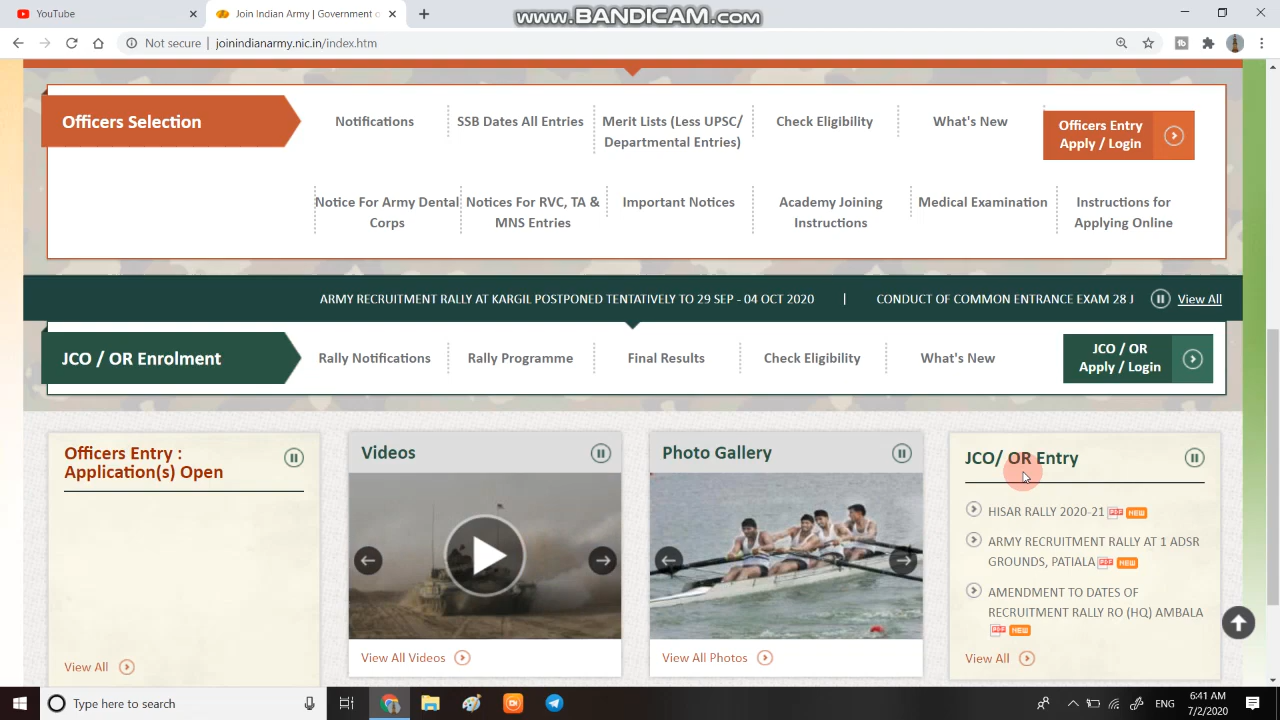 YouTube
Join Indian Army | Government o
www.BANDICAM.com
Not secure | joinindianarmy.nic.in/index.htm
Officers Selection
Notifications
SSB Dates All Entries
Merit Lists (Less UPSC/
Departmental Entries)
Check Eligibility
What's New
Officers Entry
Apply / Login
Notice For Army Dental
Corps
Notices For RVC, TA &
MNS Entries
Important Notices
Academy Joining
Instructions
Medical Examination
Instructions for
Applying Online
ARMY RECRUITMENT RALLY AT KARGIL POSTPONED TENTATIVELY TO 29 SEP - 04 OCT 2020 | CONDUCT OF COMMON ENTRANCE EXAM 28 J
View All
JCO / OR Enrolment
Rally Notifications
Rally Programme
Final Results
Check Eligibility
What's New
JCO / OR
Apply / Login
Officers Entry :
Application(s) Open
View All
Videos
View All Videos
Photo Gallery
View All Photos
JCO/ OR Entry
HISAR RALLY 2020-21 PDF NEW
ARMY RECRUITMENT RALLY AT 1 ADSR
GROUNDS, PATIALA PDF NEW
AMENDMENT TO DATES OF
RECRUITMENT RALLY RO (HQ) AMBALA
PDF NEW
View All
Type here to search
ENG
6:41 AM
7/2/2020